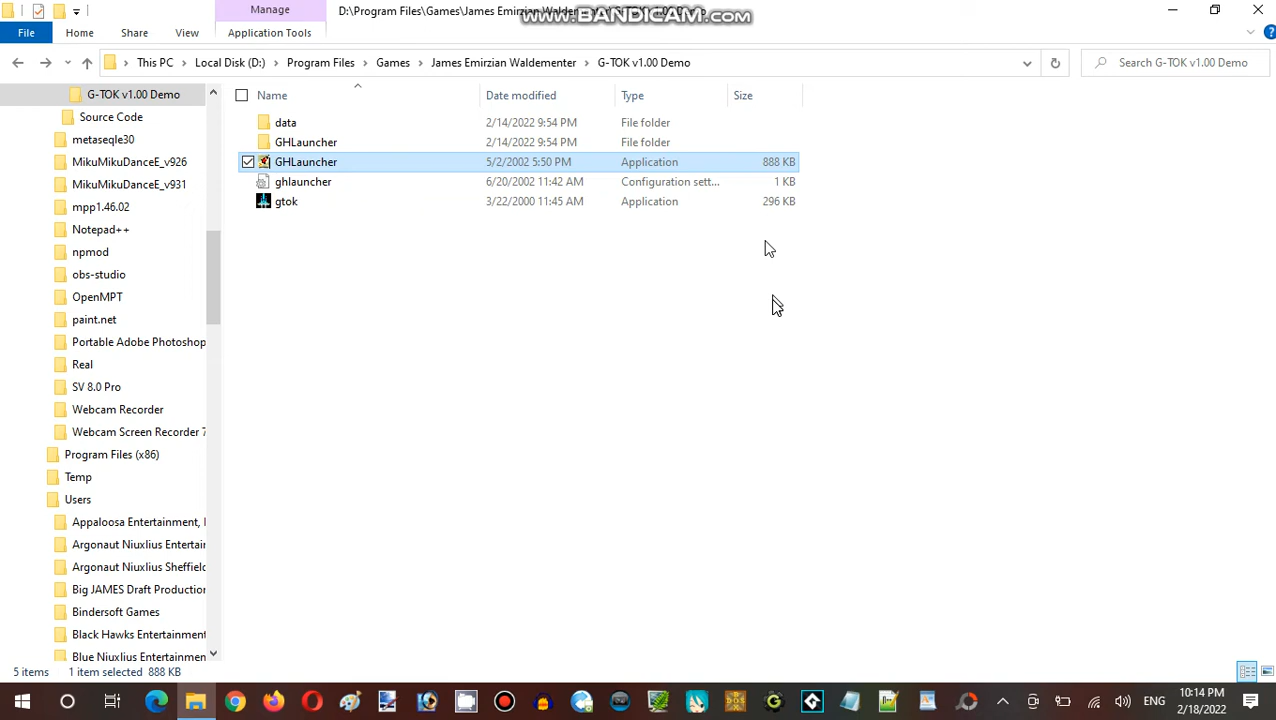 Manage
D:\Program Files\Games\James Emirzian Waldementer\G-TOK v1.00 Demo
www.BANDICAM.com
File
Home
Share
View
Application Tools
This PC
Local Disk (D:)
Program Files
Games
James Emirzian Waldementer
G-TOK v1.00 Demo
Search G-TOK v1.00 Demo
G-TOK v1.00 Demo
Source Code
metaseqle30
MikuMikuDanceE_v926
MikuMikuDanceE_v931
mpp1.46.02
Notepad++
npmod
obs-studio
OpenMPT
paint.net
Portable Adobe Photoshop
Real
SV 8.0 Pro
Webcam Recorder
Webcam Screen Recorder 7
Program Files (x86)
Temp
Users
Appaloosa Entertainment, I
Argonaut Niuxlius Entertai
Argonaut Niuxlius Sheffield
Big JAMES Draft Production
Bindersoft Games
Black Hawks Entertainment
Blue Niuxlius Entertainmen
Name
Date modified
Type
Size
data
2/14/2022 9:54 PM
File folder
GHLauncher
2/14/2022 9:54 PM
File folder
GHLauncher
5/2/2002 5:50 PM
Application
888 KB
ghlauncher
6/20/2002 11:42 AM
Configuration sett...
1 KB
gtok
3/22/2000 11:45 AM
Application
296 KB
5 items
1 item selected 888 KB
ENG
10:14 PM
2/18/2022